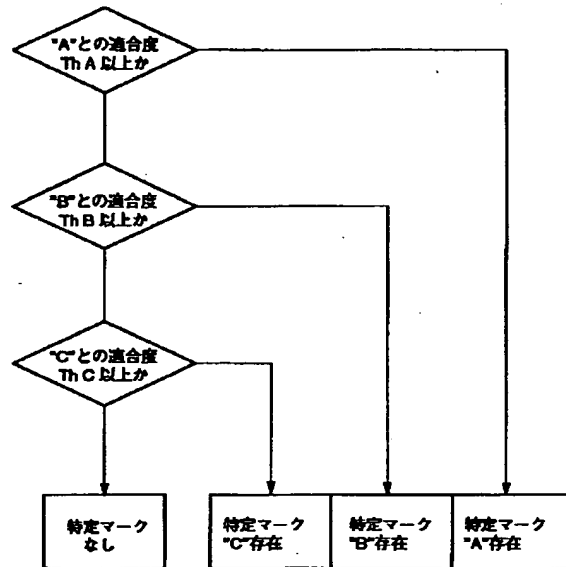 "A"との適合度
Th A 以上か
"B"との適合度
Th B 以上か
"C"との適合度
Th C 以上か
特定マーク
なし
特定マーク
"C"存在
特定マーク
"B"存在
特定マーク
"A"存在